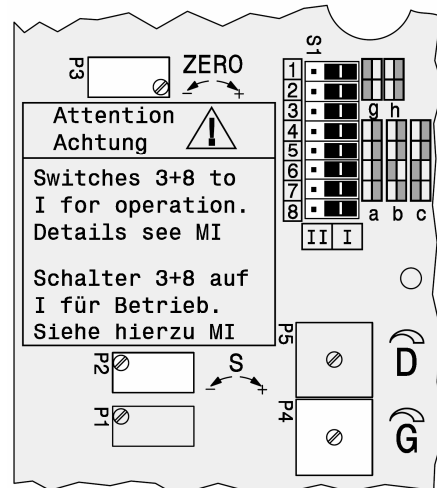 P3
ZERO
- +
S1
1
2
3
4
5
6
7
8
g h
a b c
II I
Attention
Achtung
!
Switches 3+8 to
I for operation.
Details see MI
Schalter 3+8 auf
I für Betrieb.
Siehe hierzu MI
P2
S
- +
P1
P5
D
P4
G